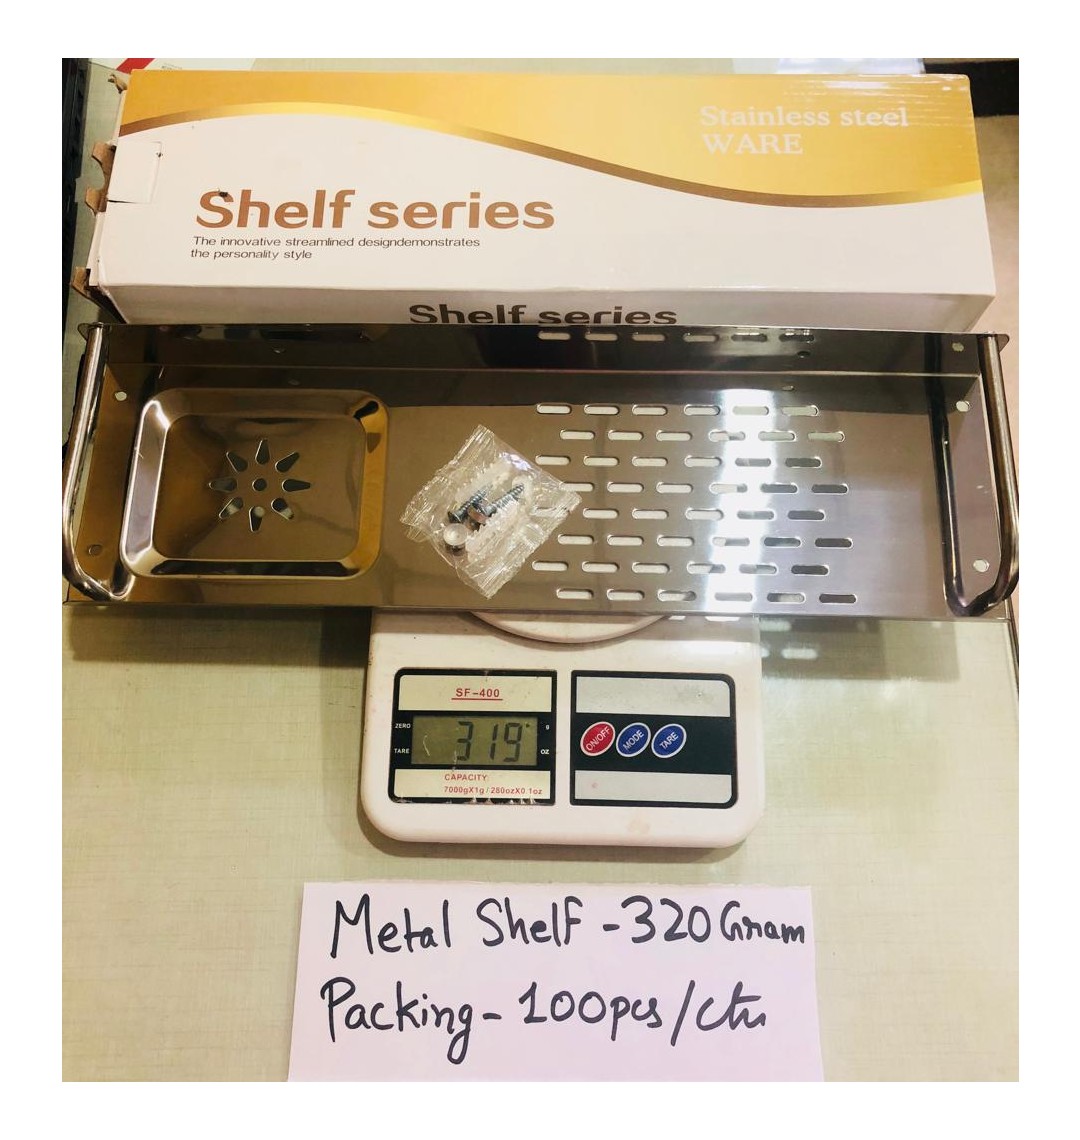 Stainless steel
WARE
Shelf series
The innovative streamlined designdemonstrates
the personality style
Shelf series
SF-400
ZERO
319
g
TARE
OZ
CAPACITY:
7000gX1g / 280ozX0.1oz
ON/OFF
MODE
TARE
Metal Shelf - 320 Gram
Packing - 100pcs / ctn